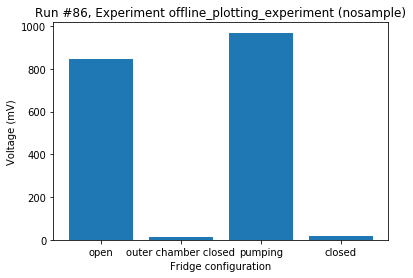 Run #86, Experiment offline_plotting_experiment (nosample)
1000
800
600
400
200
0
Voltage (mV)
open outer chamber closed pumping closed
Fridge configuration